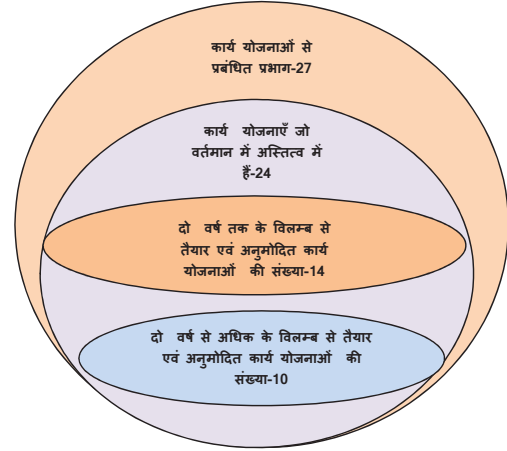 कार्य योजनाओं से
प्रबंधित प्रभाग-27
कार्य योजनाएँ जो
वर्तमान में अस्तित्व में
हैं-24
दो वर्ष तक के विलम्ब से
तैयार एवं अनुमोदित कार्य
योजनाओं की संख्या-14
दो वर्ष से अधिक के विलम्ब से तैयार
एवं अनुमोदित कार्य योजनाओं की
संख्या-10